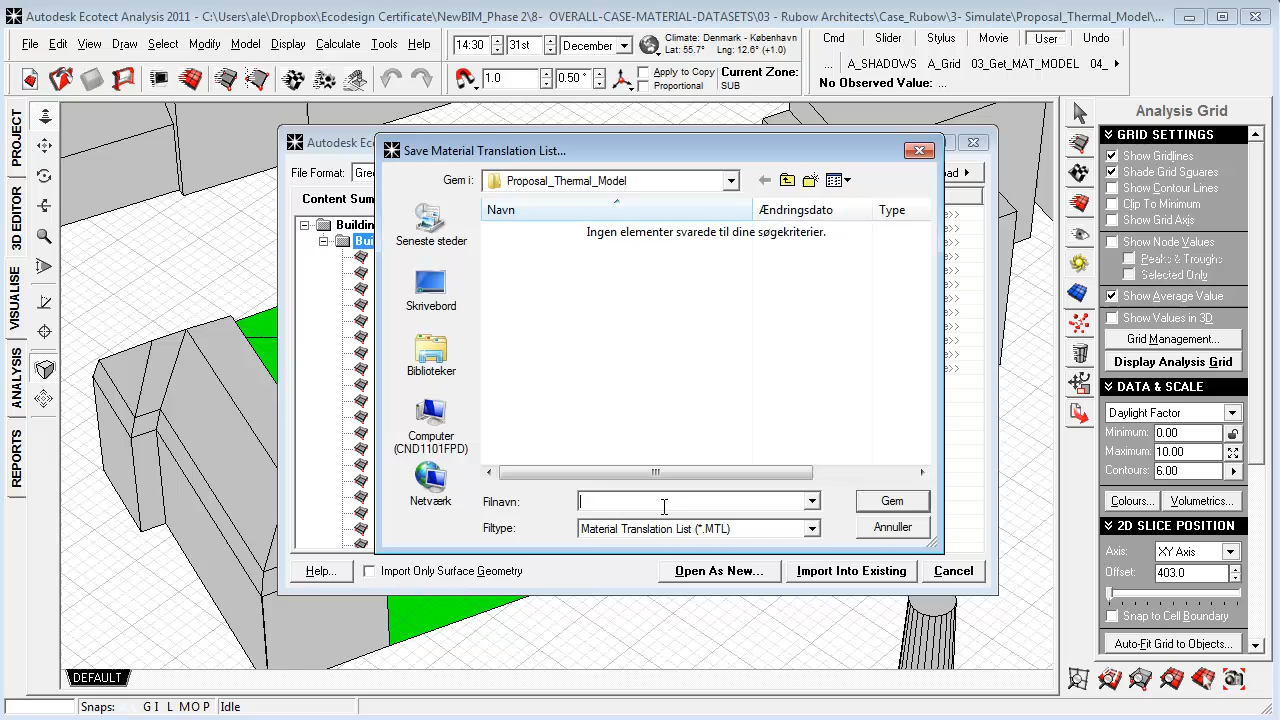 Autodesk Ecotect Analysis 2011 - C:\Users\ale\Dropbox\Ecodesign Certificate\NewBIM_Phase 2\8- OVERALL-CASE-MATERIAL-DATASETS\03 - Rubow Architects\Case_Rubow\3- Simulate\Proposal_Thermal_Model\...
File Edit View Draw Select Modify Model Display Calculate Tools Help
14:30 31st December
Climate: Denmark - København
Lat: 55.7° Lng: 12.6° (+1.0)
Cmd Slider Stylus Movie User Undo
... A_SHADOWS A_Grid 03_Get_MAT_MODEL 04_
No Observed Value: ...
1.0 0.50 °
Apply to Copy
Proportional
Current Zone:
SUB
PROJECT
3D EDITOR
VISUALISE
ANALYSIS
REPORTS
Autodesk Eco
File Format: Gre
oad
Content Sum
Building
Bui
Save Material Translation List...
Gem i: Proposal_Thermal_Model
Navn Ændringsdato Type
Ingen elementer svarede til dine søgekriterier.
Seneste steder
Skrivebord
Biblioteker
Computer
(CND1101FPD)
Netværk
Filnavn:
Gem
Filtype: Material Translation List (*.MTL)
Annuller
Help...
Import Only Surface Geometry
Open As New...
Import Into Existing
Cancel
Analysis Grid
GRID SETTINGS
Show Gridlines
Shade Grid Squares
Show Contour Lines
Clip To Minimum
Show Grid Axis
Show Node Values
Peaks & Troughs
Selected Only
Show Average Value
Show Values in 3D
Grid Management...
Display Analysis Grid
DATA & SCALE
Daylight Factor
Minimum: 0.00
Maximum: 10.00
Contours: 6.00
Colours...
Volumetrics...
2D SLICE POSITION
Axis: XY Axis
Offset: 403.0
Snap to Cell Boundary
Auto-Fit Grid to Objects...
DEFAULT
Snaps: G I L M O P Idle